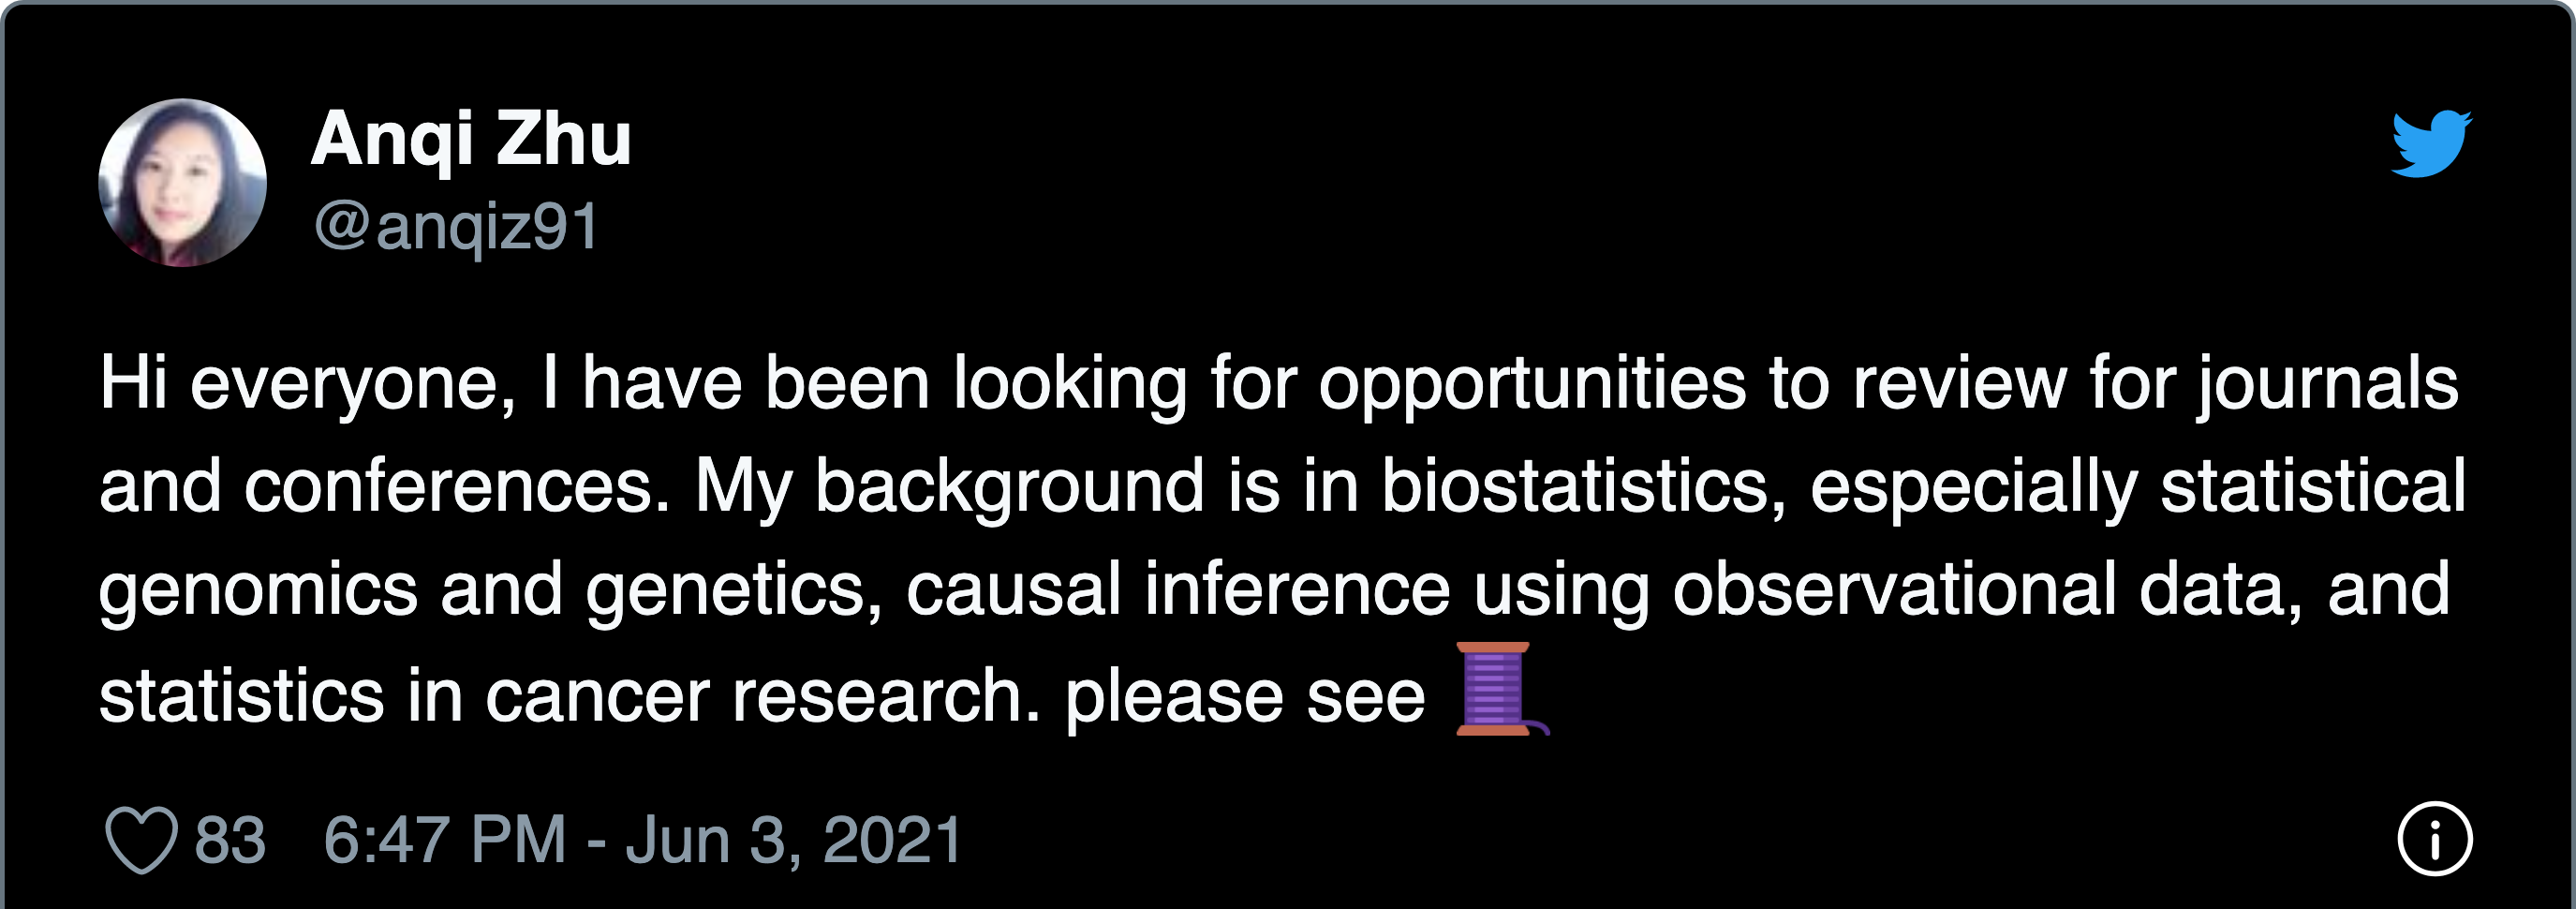 Anqi Zhu
@anqiz91
Hi everyone, I have been looking for opportunities to review for journals
and conferences. My background is in biostatistics, especially statistical
genomics and genetics, causal inference using observational data, and
statistics in cancer research. please see 🧵
83 6:47 PM - Jun 3, 2021